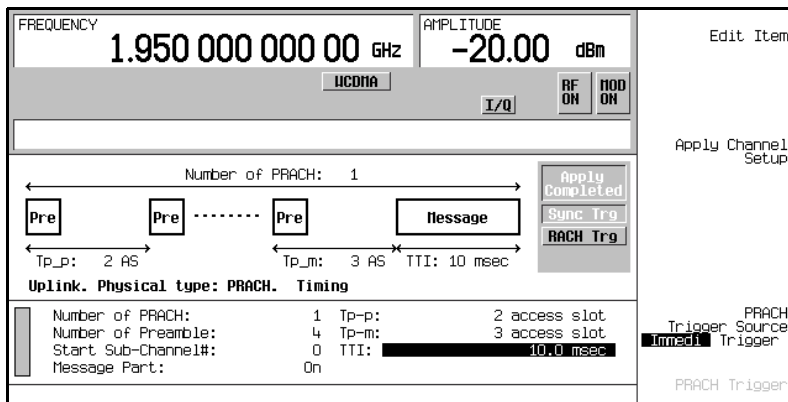 FREQUENCY
1.950 000 000 00 GHz
AMPLITUDE
-20.00 dBm
WCDMA
I/Q
RF ON
MOD ON
Edit Item
Apply Channel
Setup
Number of PRACH: 1
Pre
Pre
Pre
Message
Tp_p: 2 AS
Tp_m: 3 AS
TTI: 10 msec
Apply
Completed
Sync Trg
RACH Trg
Uplink. Physical type: PRACH. Timing
Number of PRACH: 1 Tp-p: 2 access slot
Number of Preamble: 4 Tp-m: 3 access slot
Start Sub-Channel#: 0 TTI: 10.0 msec
Message Part: On
PRACH
Trigger Source
Immedi Trigger
PRACH Trigger